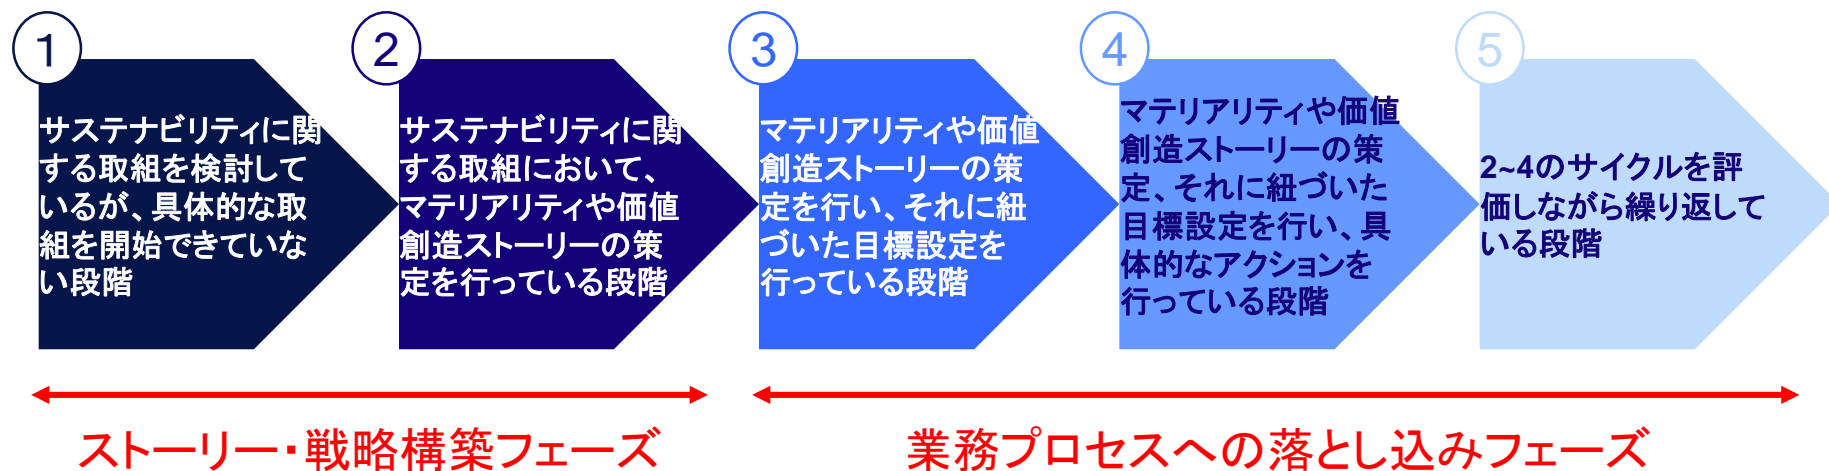 1
サステナビリティに関
する取組を検討して
いるが、具体的な取
組を開始できていな
い段階
2
サステナビリティに関
する取組において、
マテリアリティや価値
創造ストーリーの策
定を行っている段階
3
マテリアリティや価値
創造ストーリーの策
定を行い、それに紐
づいた目標設定を
行っている段階
4
マテリアリティや価値
創造ストーリーの策
定、それに紐づいた
目標設定を行い、具
体的なアクションを
行っている段階
5
2~4のサイクルを評
価しながら繰り返して
いる段階
ストーリー・戦略構築フェーズ
業務プロセスへの落とし込みフェーズ